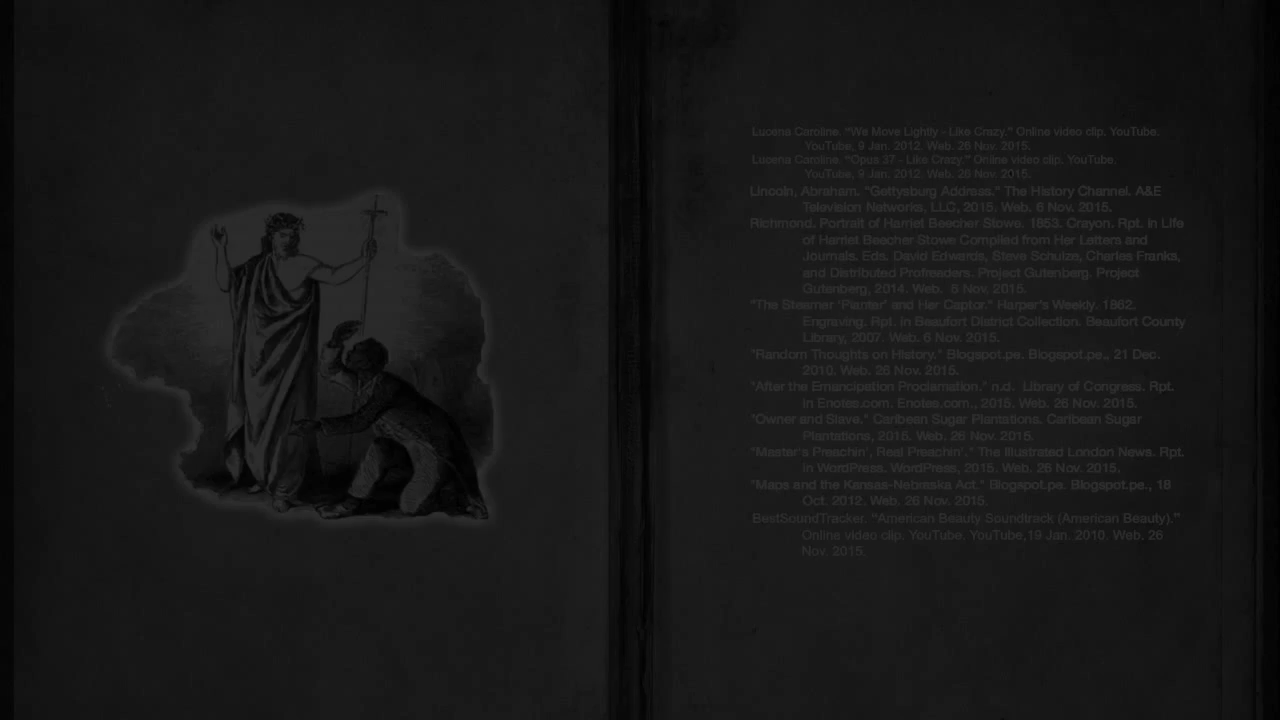 Lucena Caroline. “We Move Lightly - Like Crazy.” Online video clip. YouTube.
YouTube, 9 Jan. 2012. Web. 26 Nov. 2015.
Lucena Caroline. “Opus 37 - Like Crazy.” Online video clip. YouTube.
YouTube, 9 Jan. 2012. Web. 26 Nov. 2015.
Lincoln, Abraham. "Gettysburg Address." The History Channel. A&E
Television Networks, LLC, 2015. Web. 6 Nov. 2015.
Richmond. Portrait of Harriet Beecher Stowe. 1853. Crayon. Rpt. in Life
of Harriet Beecher Stowe Compiled from Her Letters and
Journals. Eds. David Edwards, Steve Schulze, Charles Franks,
and Distributed Profreaders. Project Gutenberg. Project
Gutenberg, 2014. Web. 5 Nov. 2015.
"The Steamer 'Planter' and Her Captor." Harper's Weekly. 1862.
Engraving. Rpt. in Beaufort District Collection. Beaufort County
Library, 2007. Web. 6 Nov. 2015.
"Random Thoughts on History." Blogspot.pe. Blogspot.pe., 21 Dec.
2010. Web. 26 Nov. 2015.
"After the Emancipation Proclamation." n.d. Library of Congress. Rpt.
in Enotes.com. Enotes.com., 2015. Web. 26 Nov. 2015.
"Owner and Slave." Caribean Sugar Plantations. Caribean Sugar
Plantations, 2015. Web. 26 Nov. 2015.
"Master's Preachin', Real Preachin'." The Illustrated London News. Rpt.
in WordPress. WordPress, 2015. Web. 26 Nov. 2015.
"Maps and the Kansas-Nebraska Act." Blogspot.pe. Blogspot.pe., 18
Oct. 2012. Web. 26 Nov. 2015.
BestSoundTracker. “American Beauty Soundtrack (American Beauty).”
Online video clip. YouTube. YouTube,19 Jan. 2010. Web. 26
Nov. 2015.